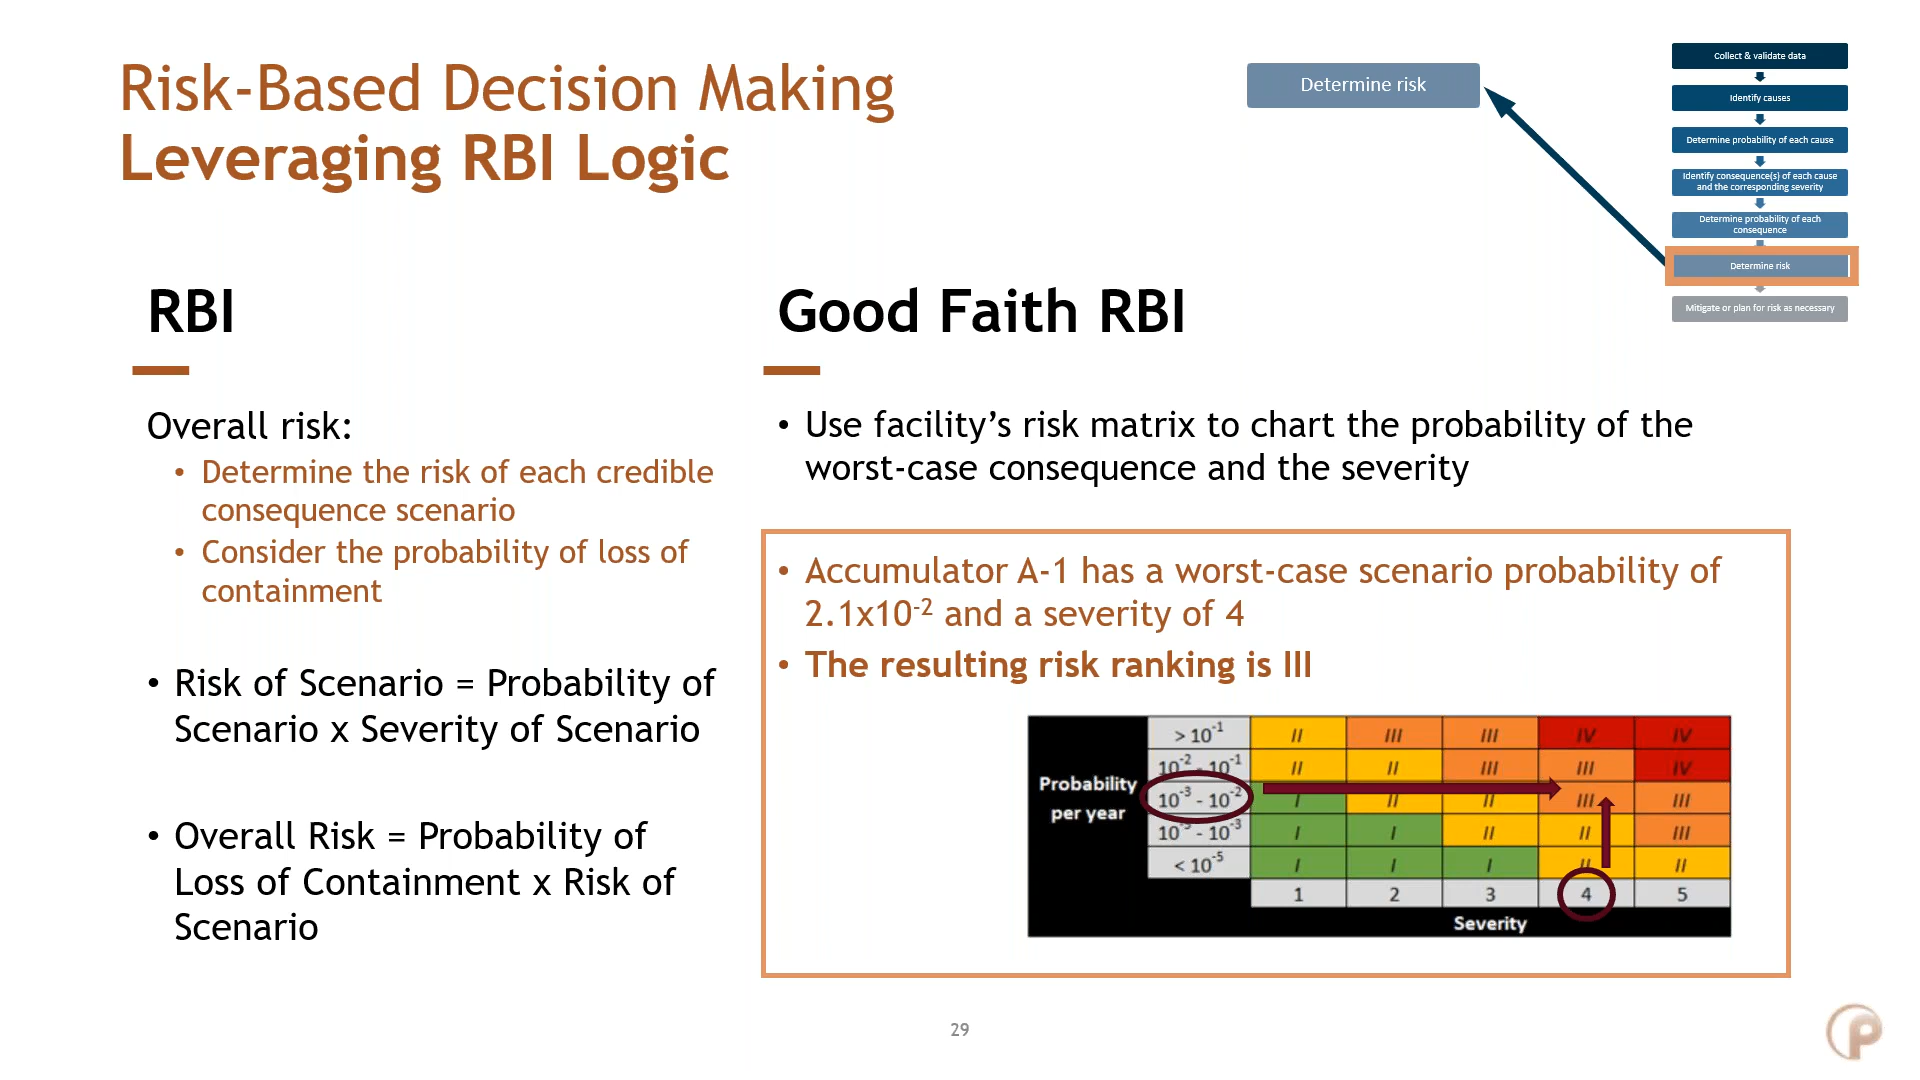 Risk-Based Decision Making
Leveraging RBI Logic
Determine risk
Collect & validate data
Identify causes
Determine probability of each cause
Identify consequence(s) of each cause
and the corresponding severity
Determine probability of each
consequence
Determine risk
Mitigate or plan for risk as necessary
RBI
Overall risk:
• Determine the risk of each credible
consequence scenario
• Consider the probability of loss of
containment
• Risk of Scenario = Probability of
Scenario x Severity of Scenario
• Overall Risk = Probability of
Loss of Containment x Risk of
Scenario
Good Faith RBI
• Use facility’s risk matrix to chart the probability of the
worst-case consequence and the severity
• Accumulator A-1 has a worst-case scenario probability of
2.1x10⁻² and a severity of 4
• The resulting risk ranking is III
Probability
per year
> 10⁻¹ II III III IV IV
10⁻² - 10⁻¹ II II III III IV
10⁻³ - 10⁻² I II II III III
10⁻⁵ - 10⁻³ I I II II III
< 10⁻⁵ I I I II II
1 2 3 4 5
Severity
29